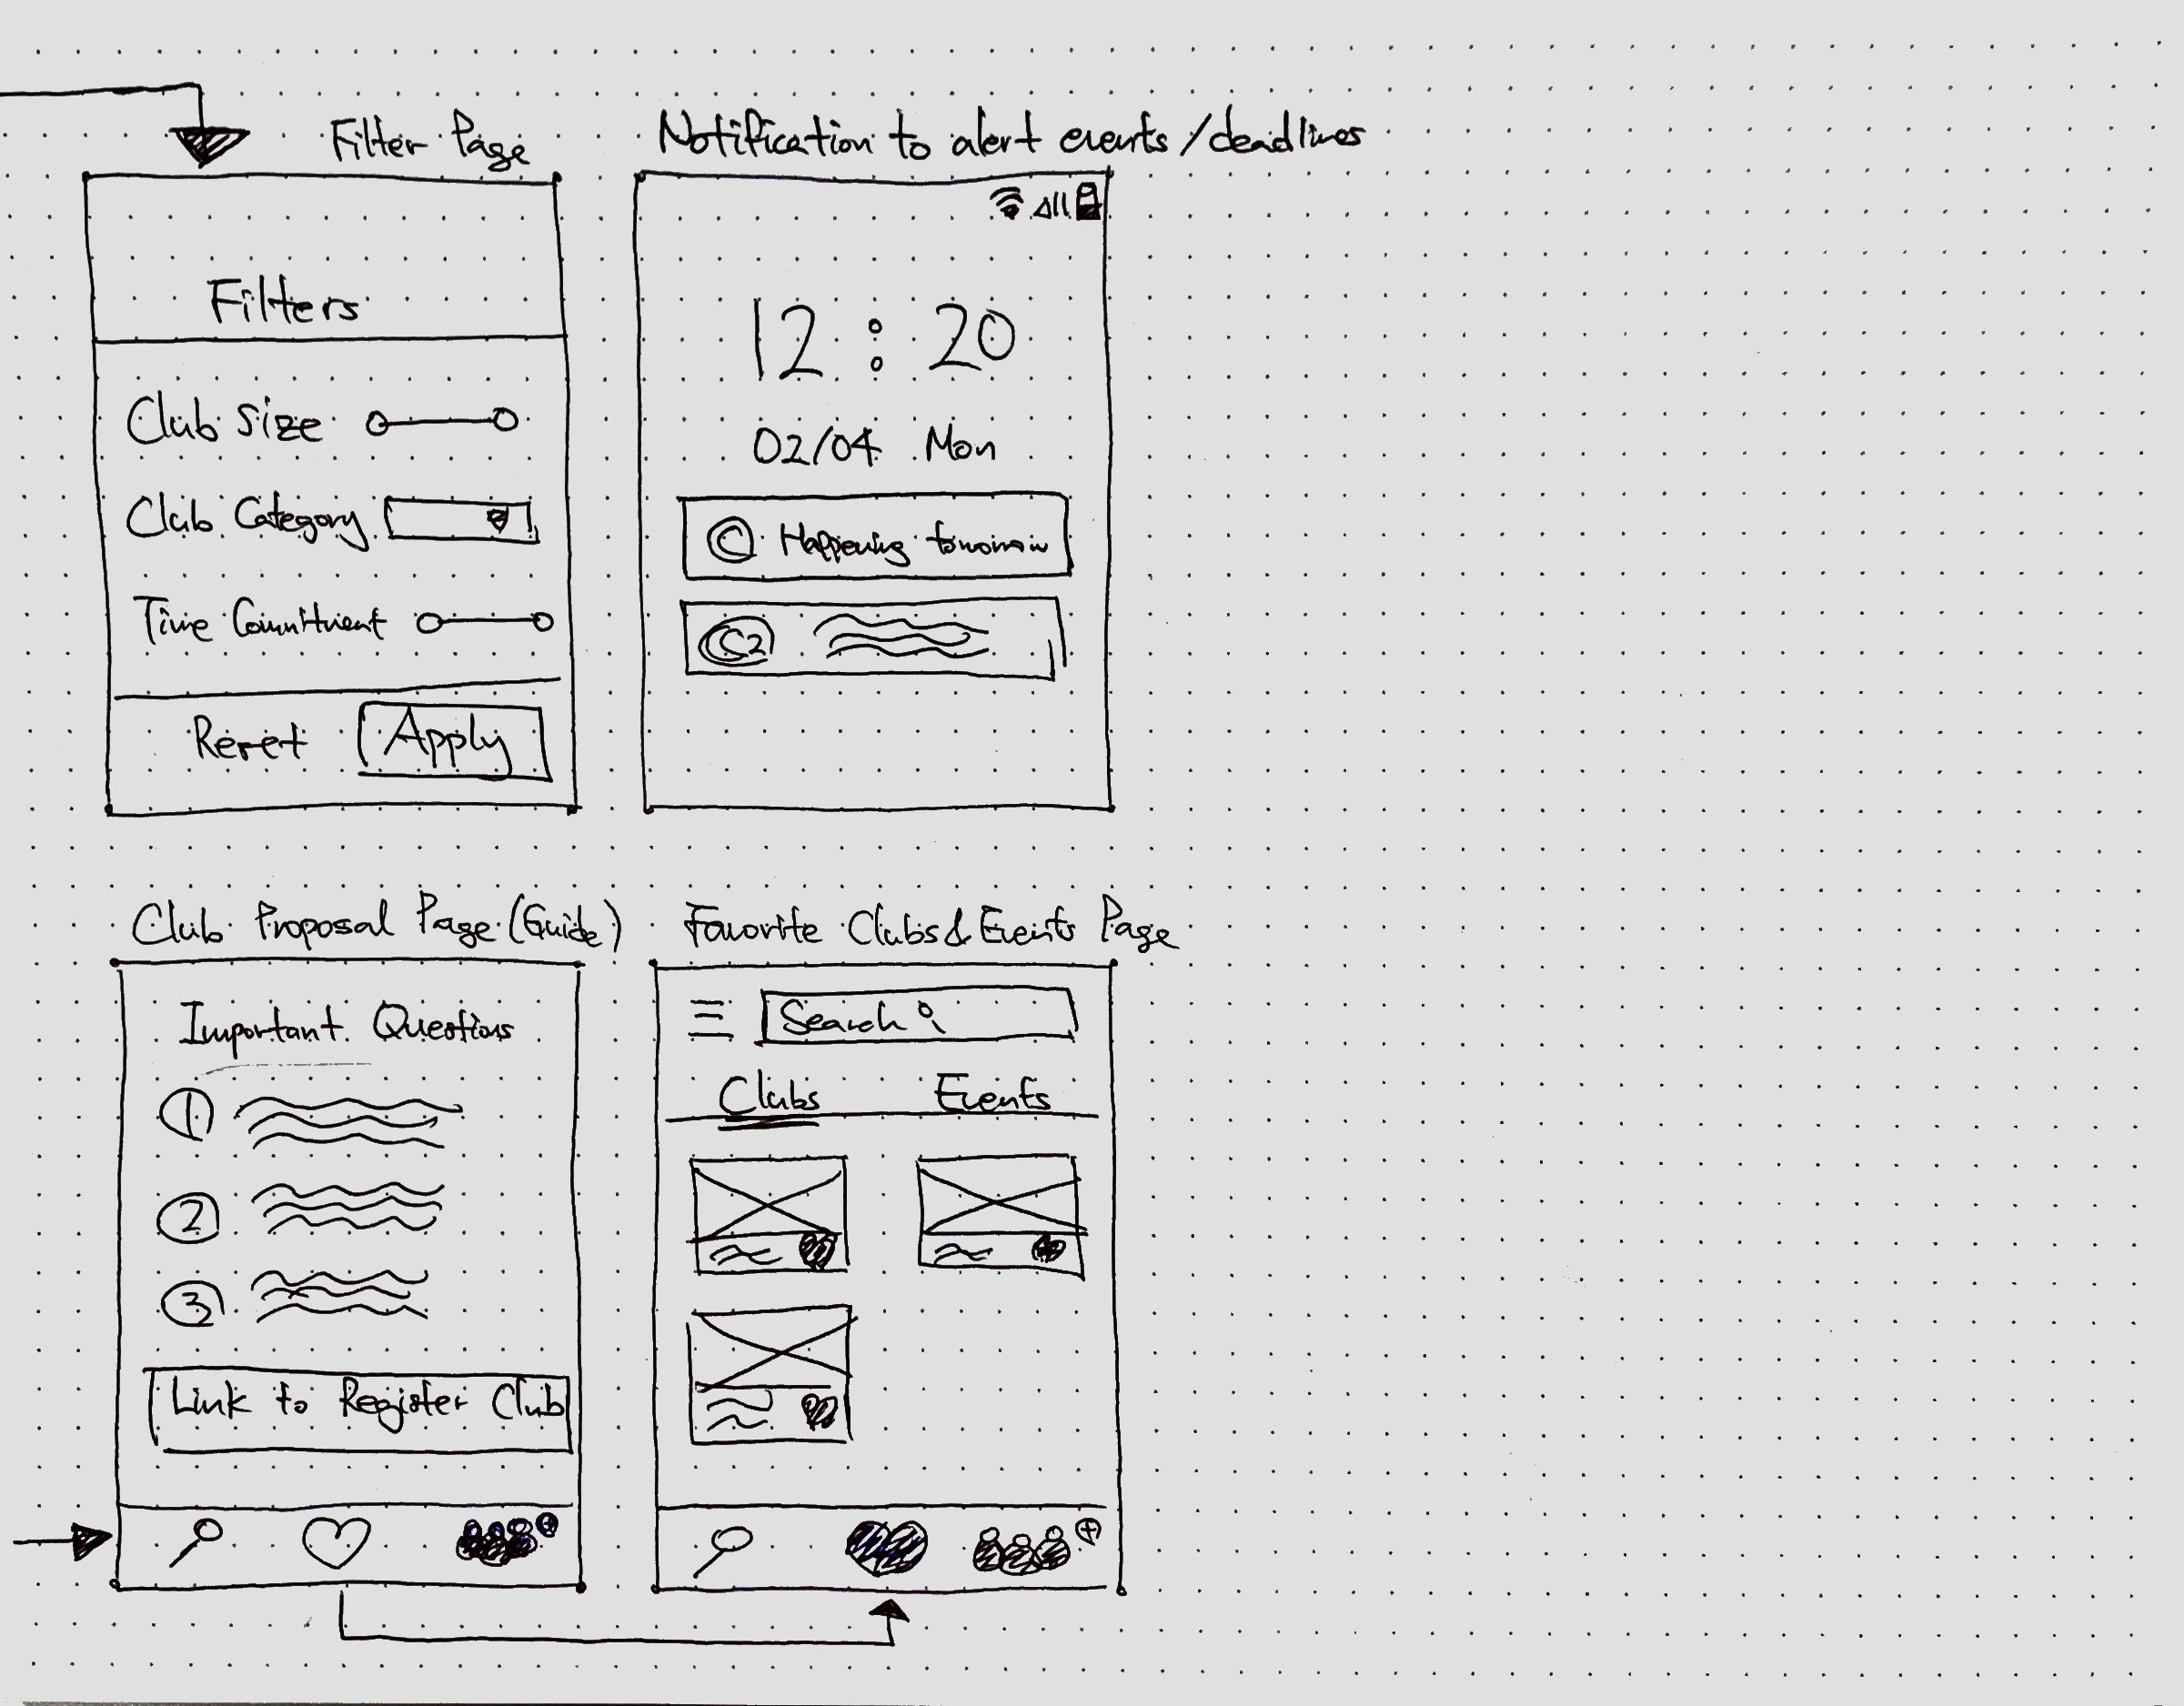 Filter Page
Filters
Club Size
Club Category
Time Commitment
Reset
Apply
Notification to alert events/deadlines
12:20
02/04 Mon
C Happening tomorrow
C2
Club Proposal Page (Guide)
Important Questions
1
2
3
Link to Register Club
Favorite Clubs & Events Page
Search
Clubs Events